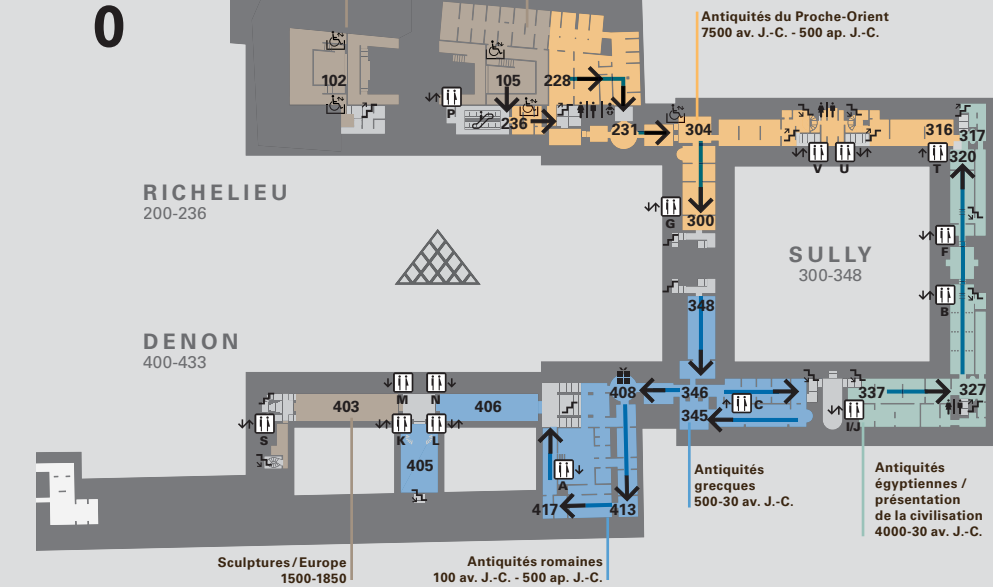 0
Antiquités du Proche-Orient
7500 av. J.-C. - 500 ap. J.-C.
102
105
228
P
236
231
304
316
317
V
U
T
320
RICHELIEU
200-236
G
300
SULLY
300-348
F
B
348
DENON
400-433
M
N
408
346
337
327
403
406
345
C
I/J
S
K
L
405
A
417
413
Antiquités
grecques
500-30 av. J.-C.
Antiquités
égyptiennes /
présentation
de la civilisation
4000-30 av. J.-C.
Sculptures/Europe
1500-1850
Antiquités romaines
100 av. J.-C. - 500 ap. J.-C.